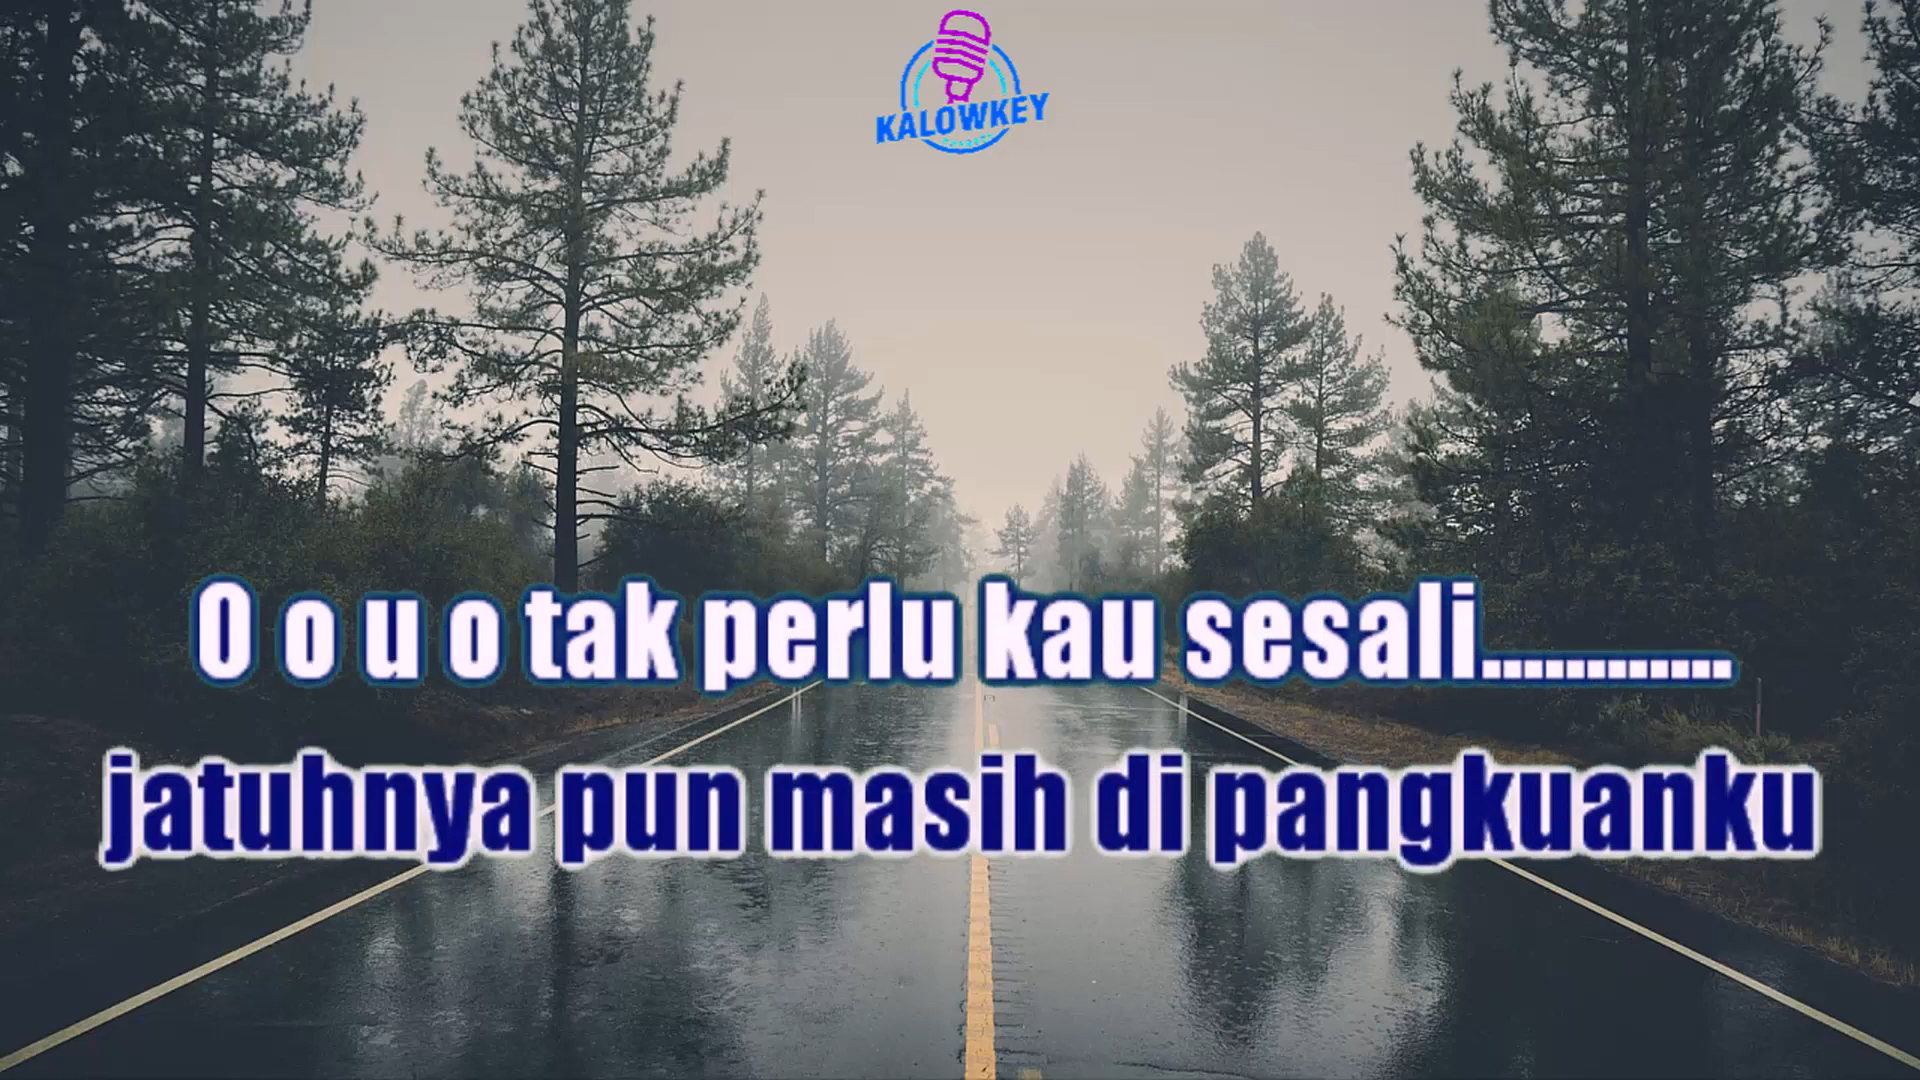 KALOWKEY
O o u o tak perlu kau sesali............
jatuhnya pun masih di pangkuanku